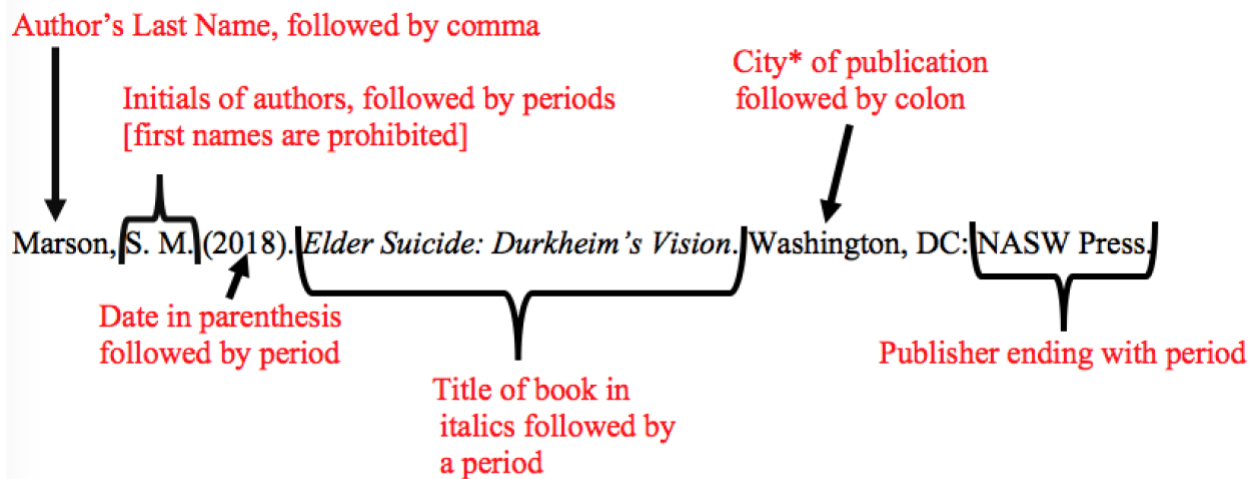 Author’s Last Name, followed by comma
City* of publication
followed by colon
Initials of authors, followed by periods
[first names are prohibited]
Marson, S. M. (2018). Elder Suicide: Durkheim’s Vision. Washington, DC: NASW Press.
Date in parenthesis
followed by period
Publisher ending with period
Title of book in
italics followed by
a period